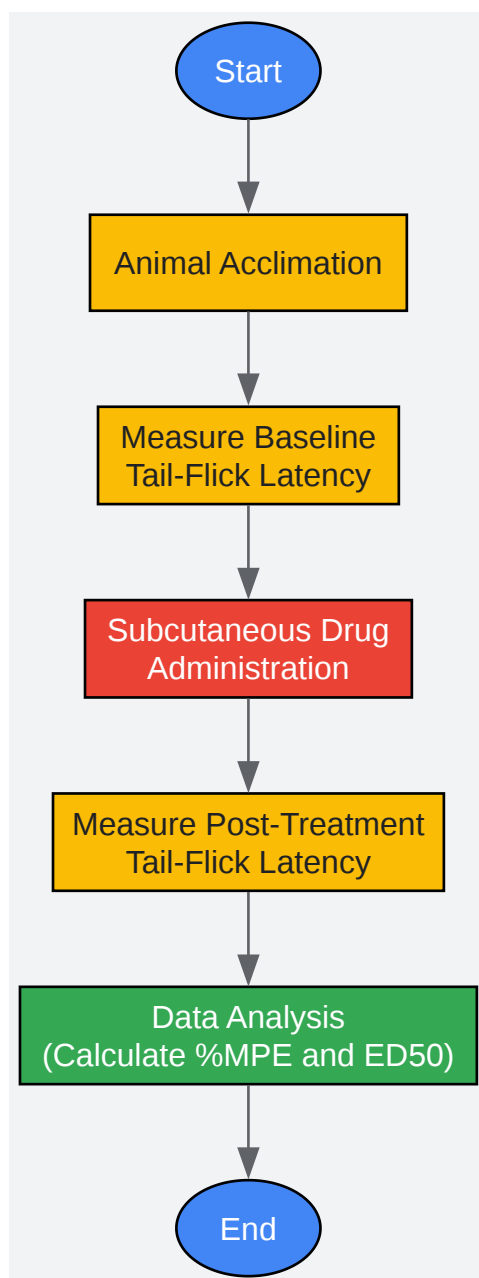 Start
Animal Acclimation
Measure Baseline
Tail-Flick Latency
Subcutaneous Drug
Administration
Measure Post-Treatment
Tail-Flick Latency
Data Analysis
(Calculate %MPE and ED50)
End